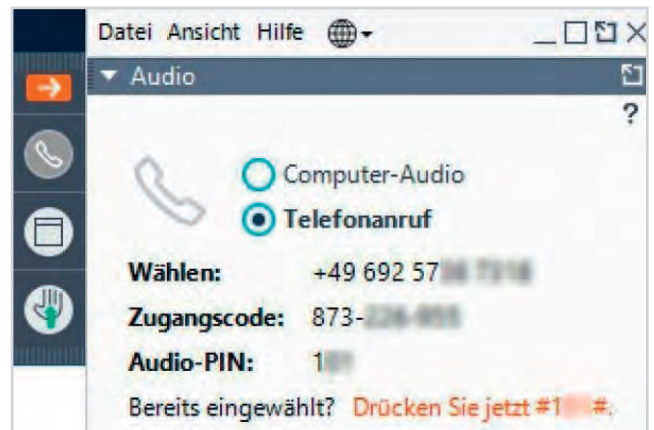 Datei Ansicht Hilfe
Audio
?
Computer-Audio
Telefonanruf
Wählen: +49 692 57
Zugangscode: 873-
Audio-PIN: 1
Bereits eingewählt? Drücken Sie jetzt #1 #.